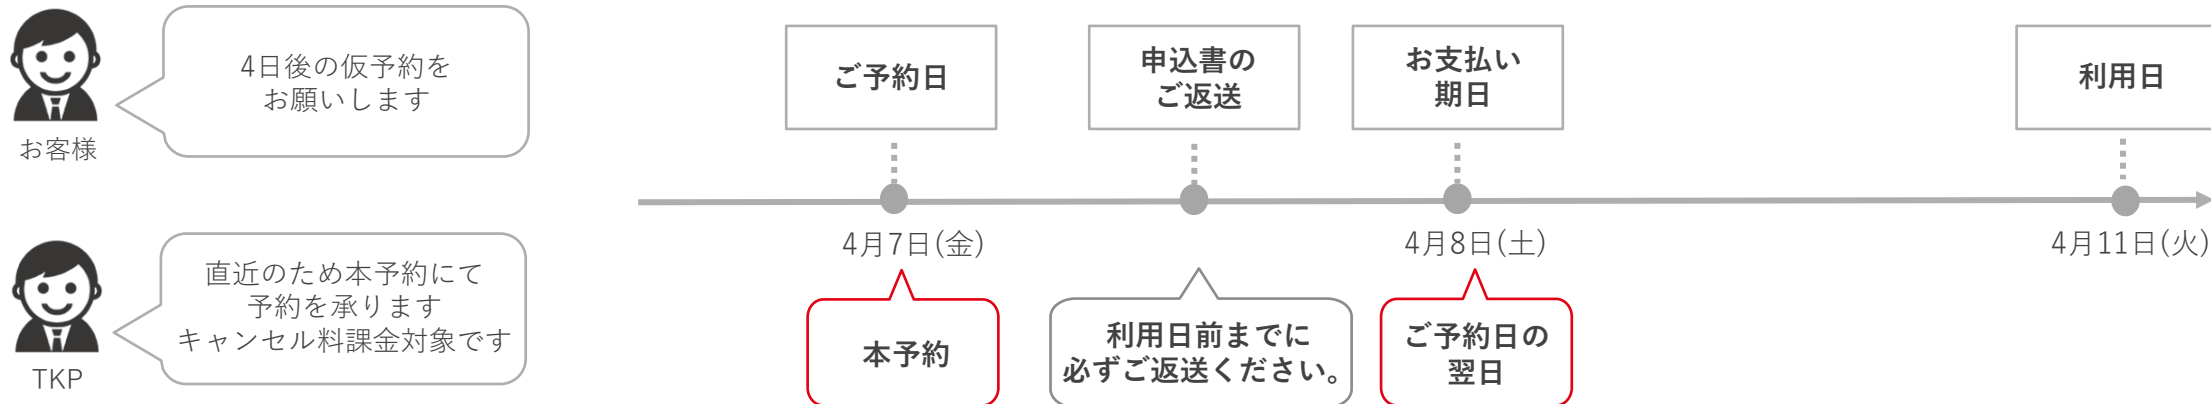 4日後の仮予約を
お願いします
お客様
直近のため本予約にて
予約を承ります
キャンセル料課金対象です
TKP
ご予約日
申込書の
ご返送
お支払い
期日
利用日
4月7日(金)
4月8日(土)
4月11日(火)
本予約
利用日前までに
必ずご返送ください。
ご予約日の
翌日